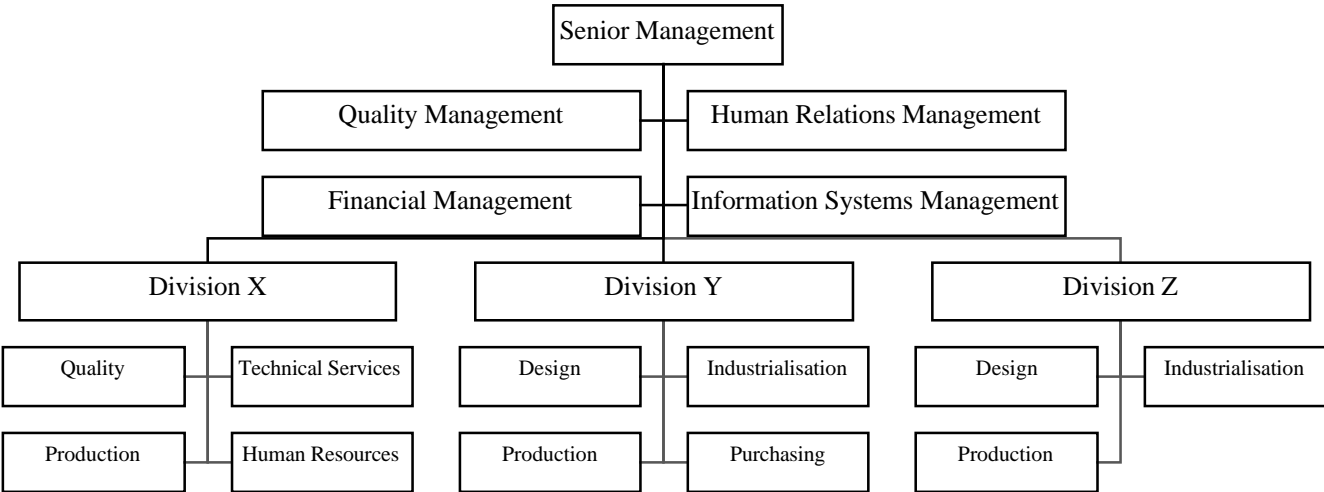 Senior Management
Quality Management
Human Relations Management
Financial Management
Information Systems Management
Division X
Division Y
Division Z
Quality
Technical Services
Design
Industrialisation
Design
Industrialisation
Production
Human Resources
Production
Purchasing
Production